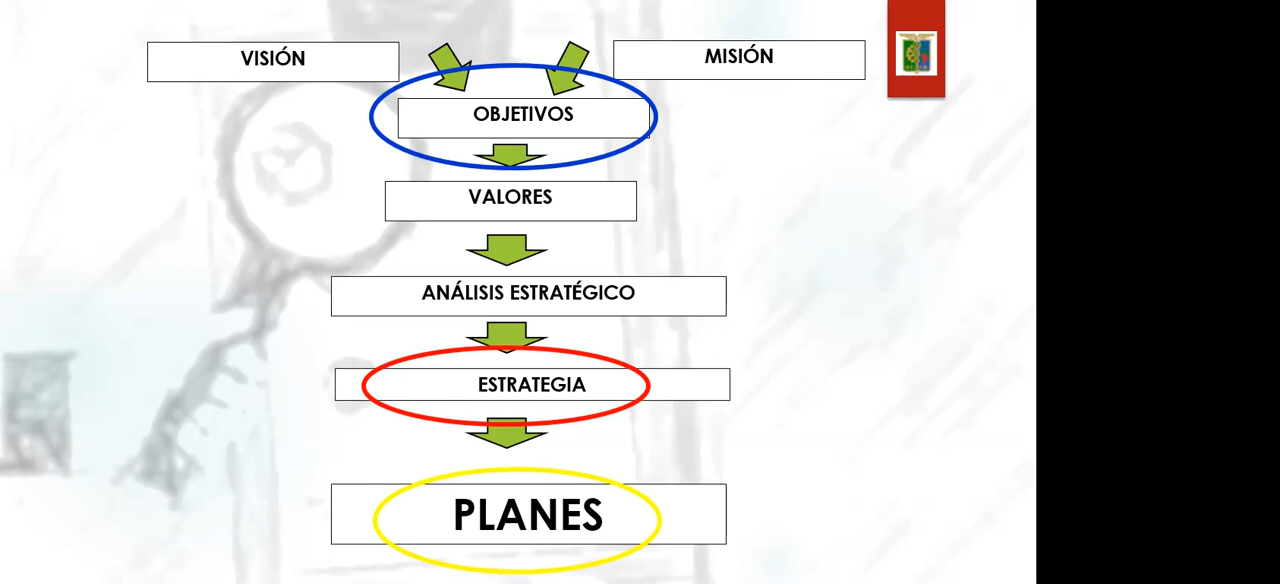 VISIÓN
MISIÓN
OBJETIVOS
VALORES
ANÁLISIS ESTRATÉGICO
ESTRATEGIA
PLANES